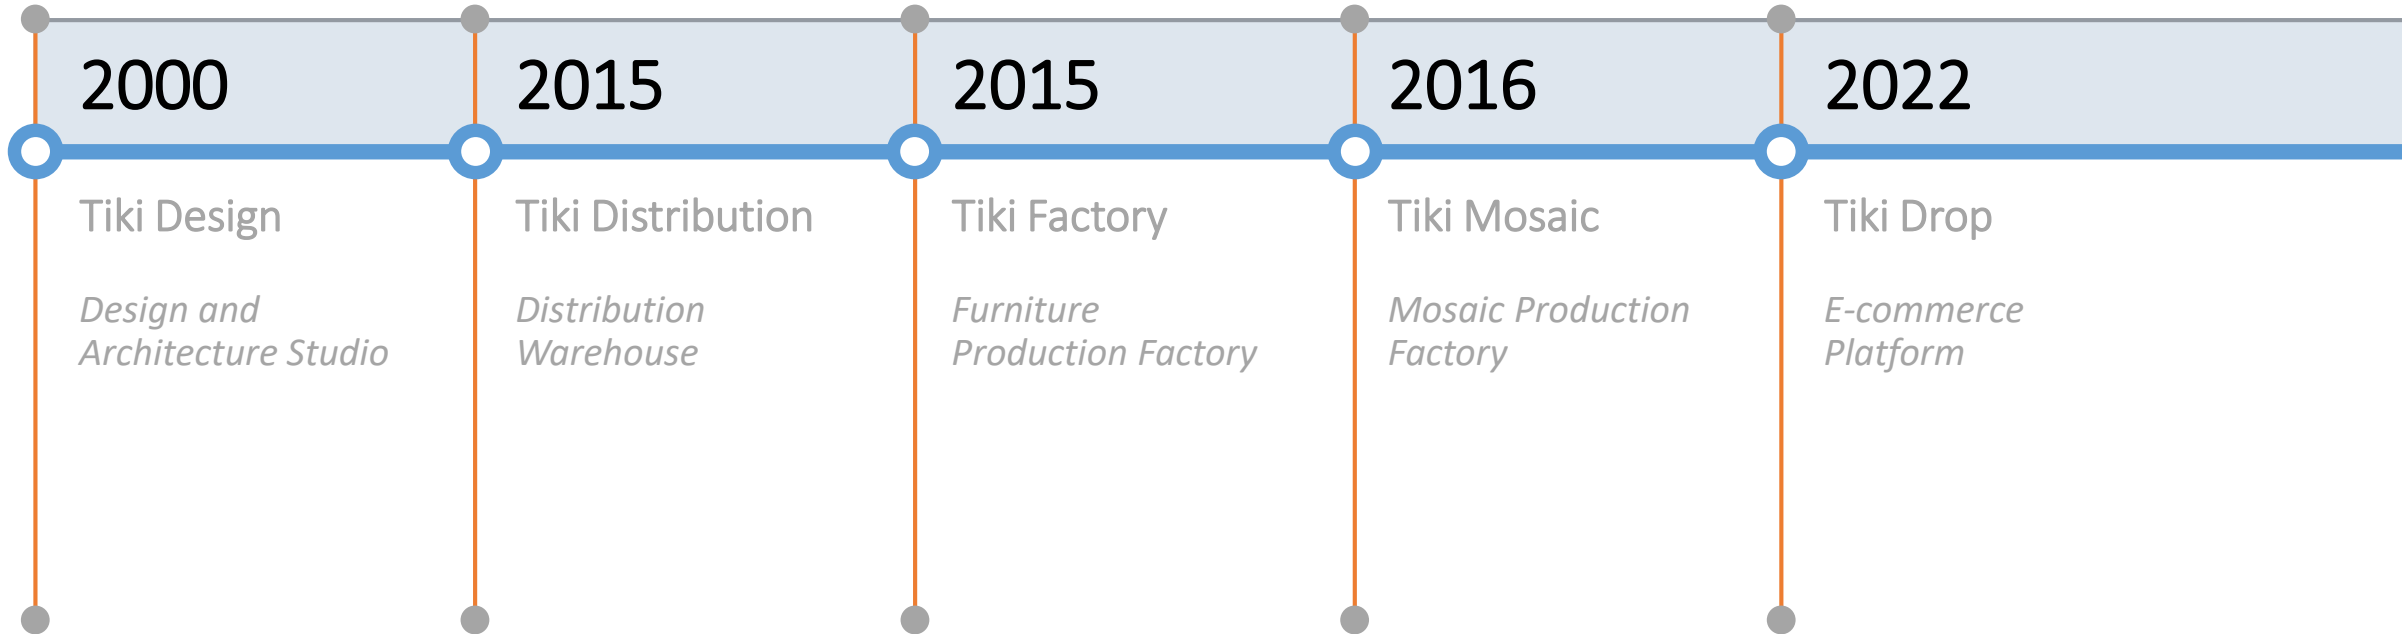 2000
Tiki Design
Design and
Architecture Studio
2015
Tiki Distribution
Distribution
Warehouse
2015
Tiki Factory
Furniture
Production Factory
2016
Tiki Mosaic
Mosaic Production
Factory
2022
Tiki Drop
E-commerce
Platform